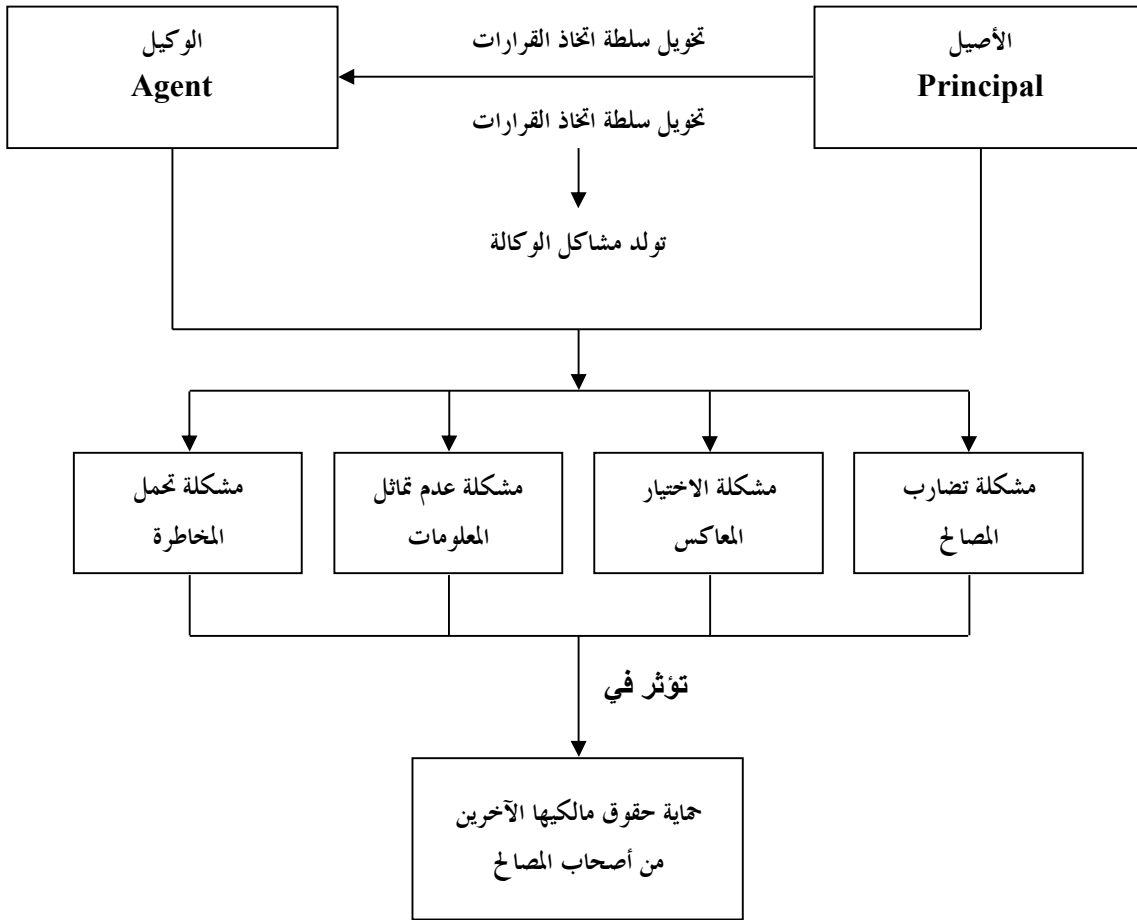 الأصيل
Principal
تخويل سلطة اتخاذ القرارات
الوكيل
Agent
تخويل سلطة اتخاذ القرارات
تولد مشاكل الوكالة
مشكلة تضارب
المصالح
مشكلة الاختيار
المعاكس
مشكلة عدم تماثل
المعلومات
مشكلة تحمل
المخاطرة
تؤثر في
حماية حقوق مالكيها الآخرين
من أصحاب المصالح